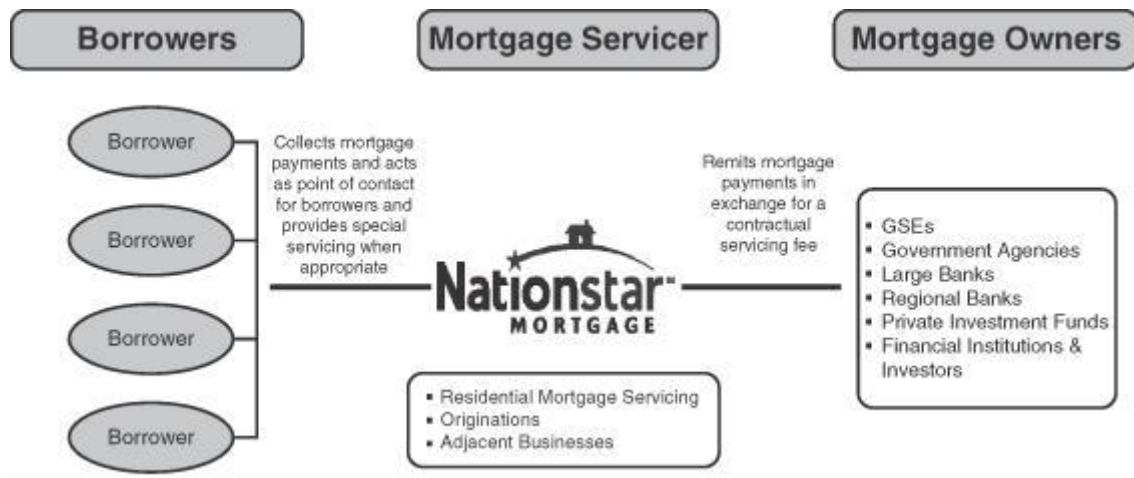 Borrowers
Mortgage Servicer
Mortgage Owners
Borrower
Borrower
Borrower
Borrower
Collects mortgage
payments and acts
as point of contact
for borrowers and
provides special
servicing when
appropriate
Nationstar™
MORTGAGE
▪ Residential Mortgage Servicing
▪ Originations
▪ Adjacent Businesses
Remits mortgage
payments in
exchange for a
contractual
servicing fee
▪ GSEs
▪ Government Agencies
▪ Large Banks
▪ Regional Banks
▪ Private Investment Funds
▪ Financial Institutions &
Investors